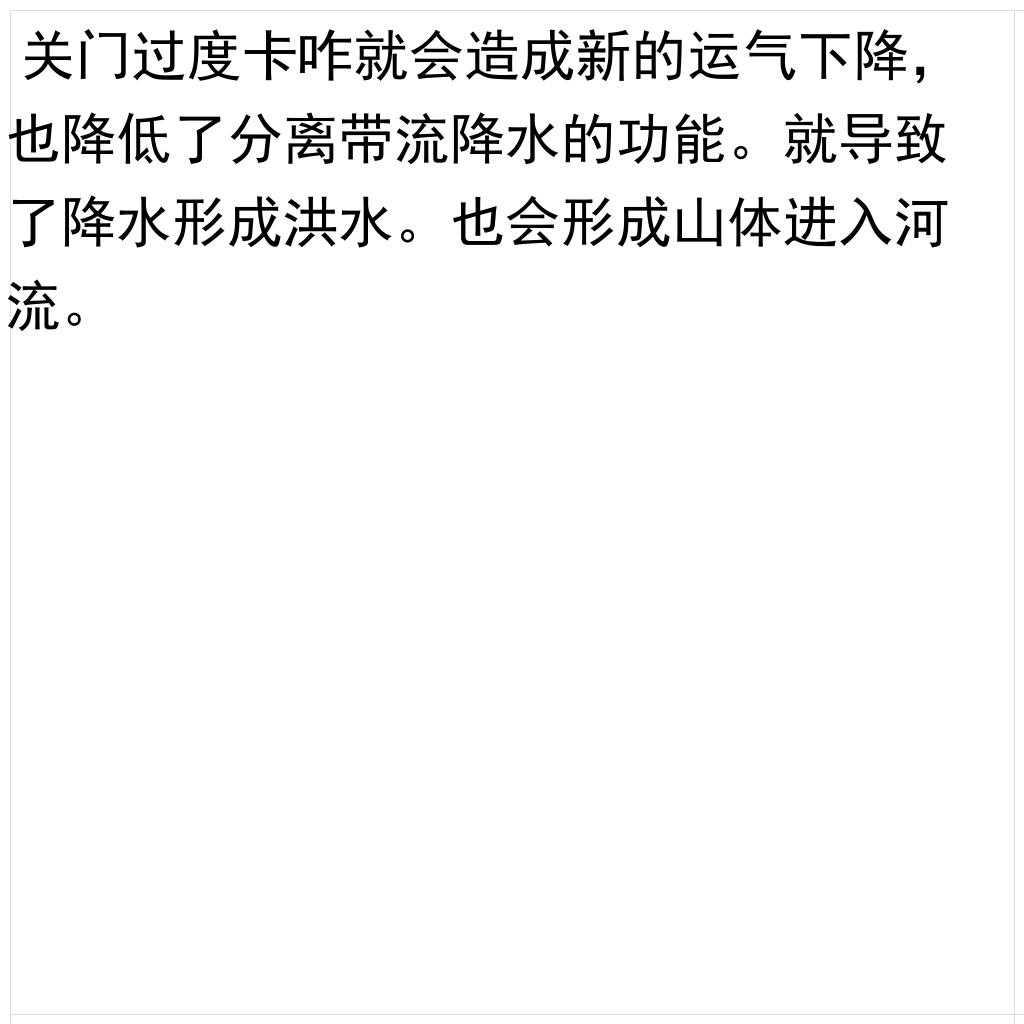 关门过度卡咋就会造成新的运气下降，
也降低了分离带流降水的功能。就导致
了降水形成洪水。也会形成山体进入河
流。